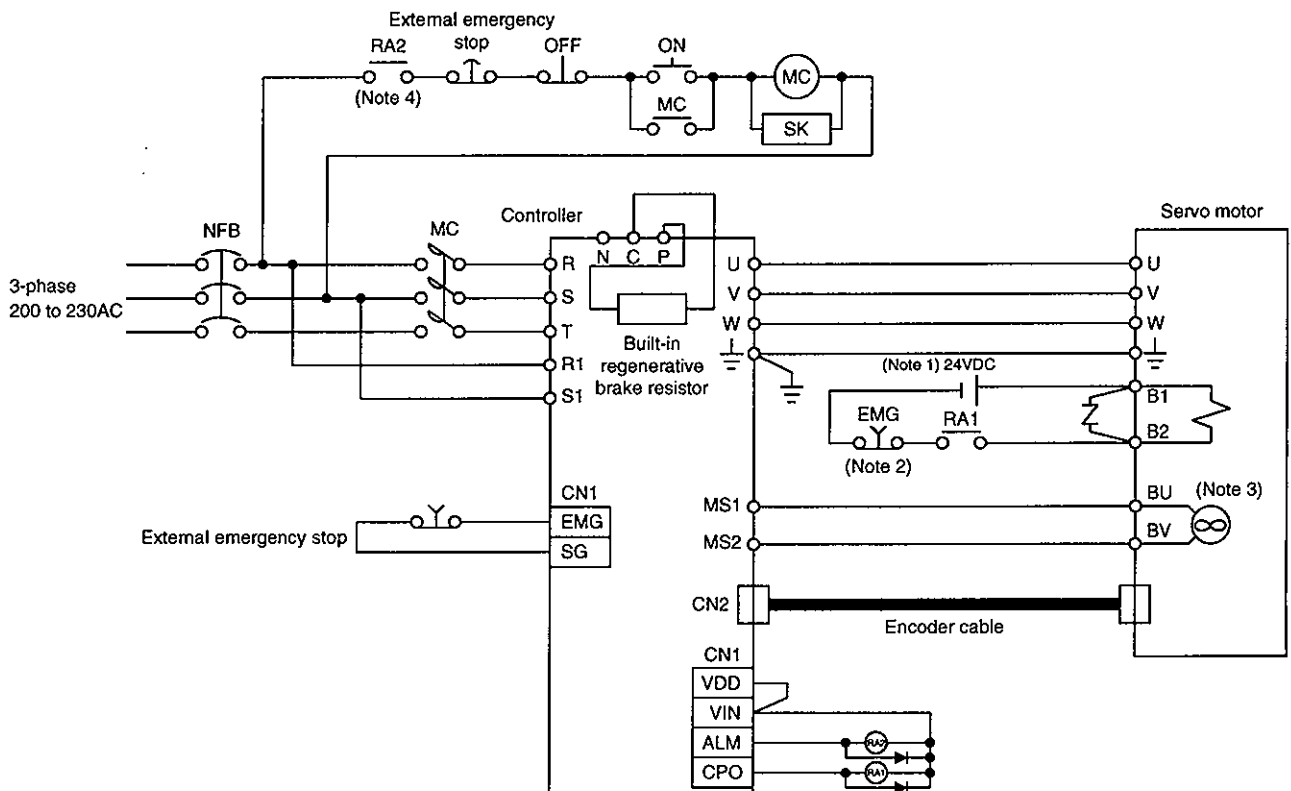 External emergency
stop
RA2
OFF
ON
(Note 4)
MC
MC
SK
NFB
MC
Controller
Servo motor
N
C
P
3-phase
200 to 230AC
R
S
T
R1
S1
Built-in
regenerative
brake resistor
U
V
W
U
V
W
(Note 1) 24VDC
B1
EMG
RA1
B2
(Note 2)
CN1
EMG
SG
External emergency stop
MS1
MS2
BU
(Note 3)
BV
CN2
Encoder cable
CN1
VDD
VIN
ALM
RA2
CPO
RA1